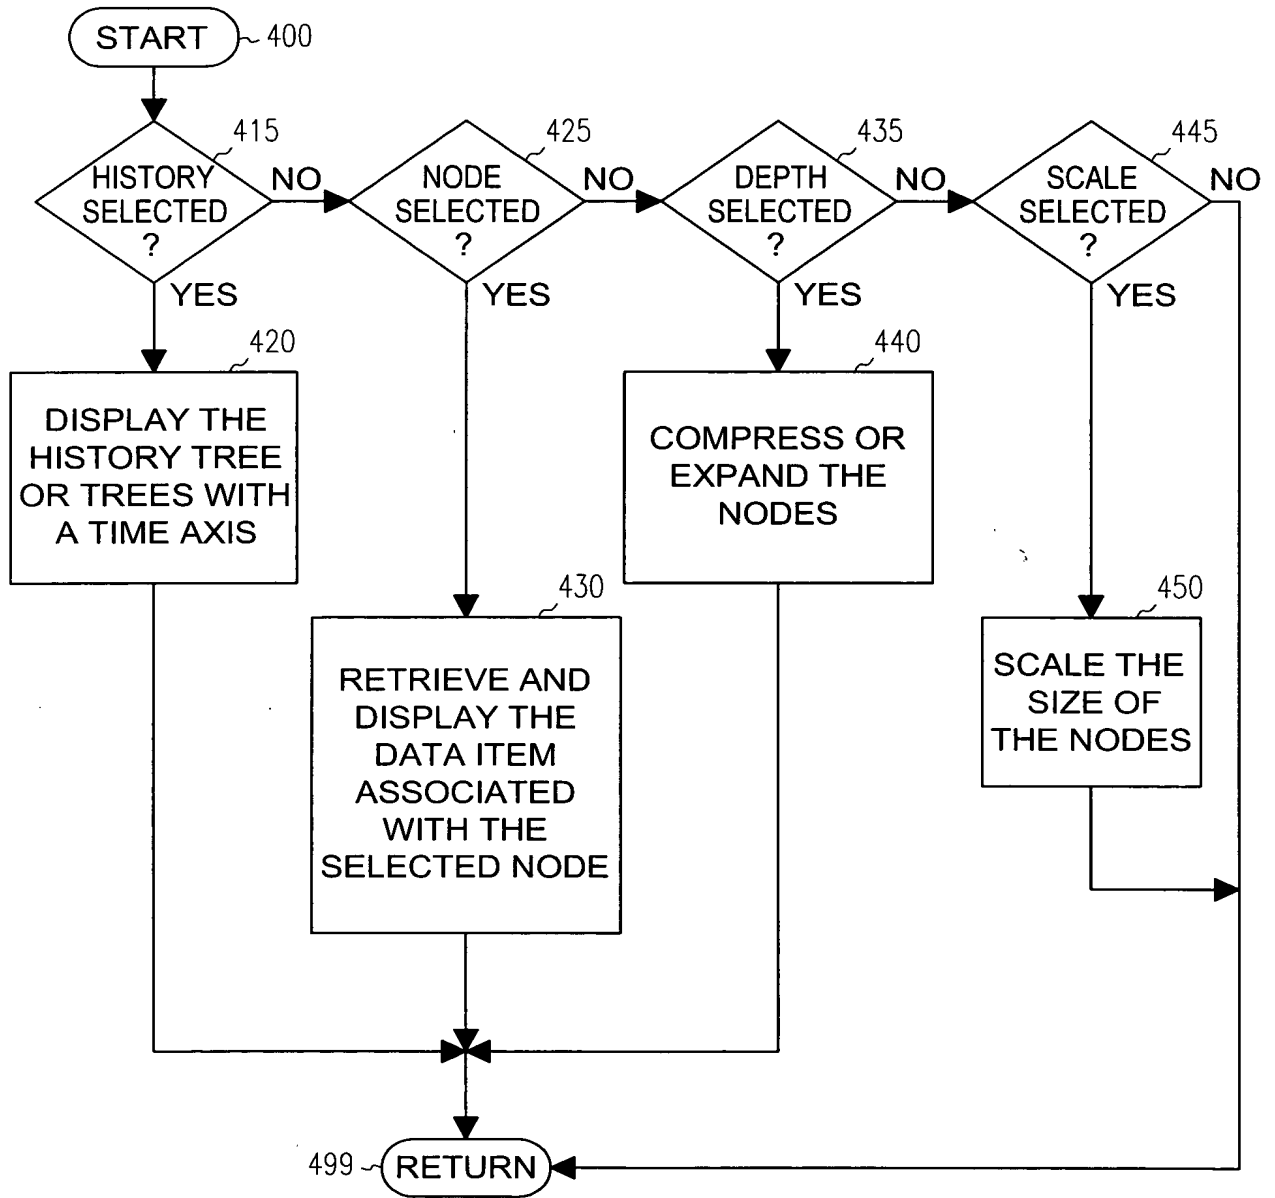 START
400
415
HISTORY
SELECTED
?
NO
YES
425
NODE
SELECTED
?
NO
YES
435
DEPTH
SELECTED
?
NO
YES
445
SCALE
SELECTED
?
NO
YES
420
DISPLAY THE
HISTORY TREE
OR TREES WITH
A TIME AXIS
440
COMPRESS OR
EXPAND THE
NODES
430
RETRIEVE AND
DISPLAY THE
DATA ITEM
ASSOCIATED
WITH THE
SELECTED NODE
450
SCALE THE
SIZE OF
THE NODES
499
RETURN